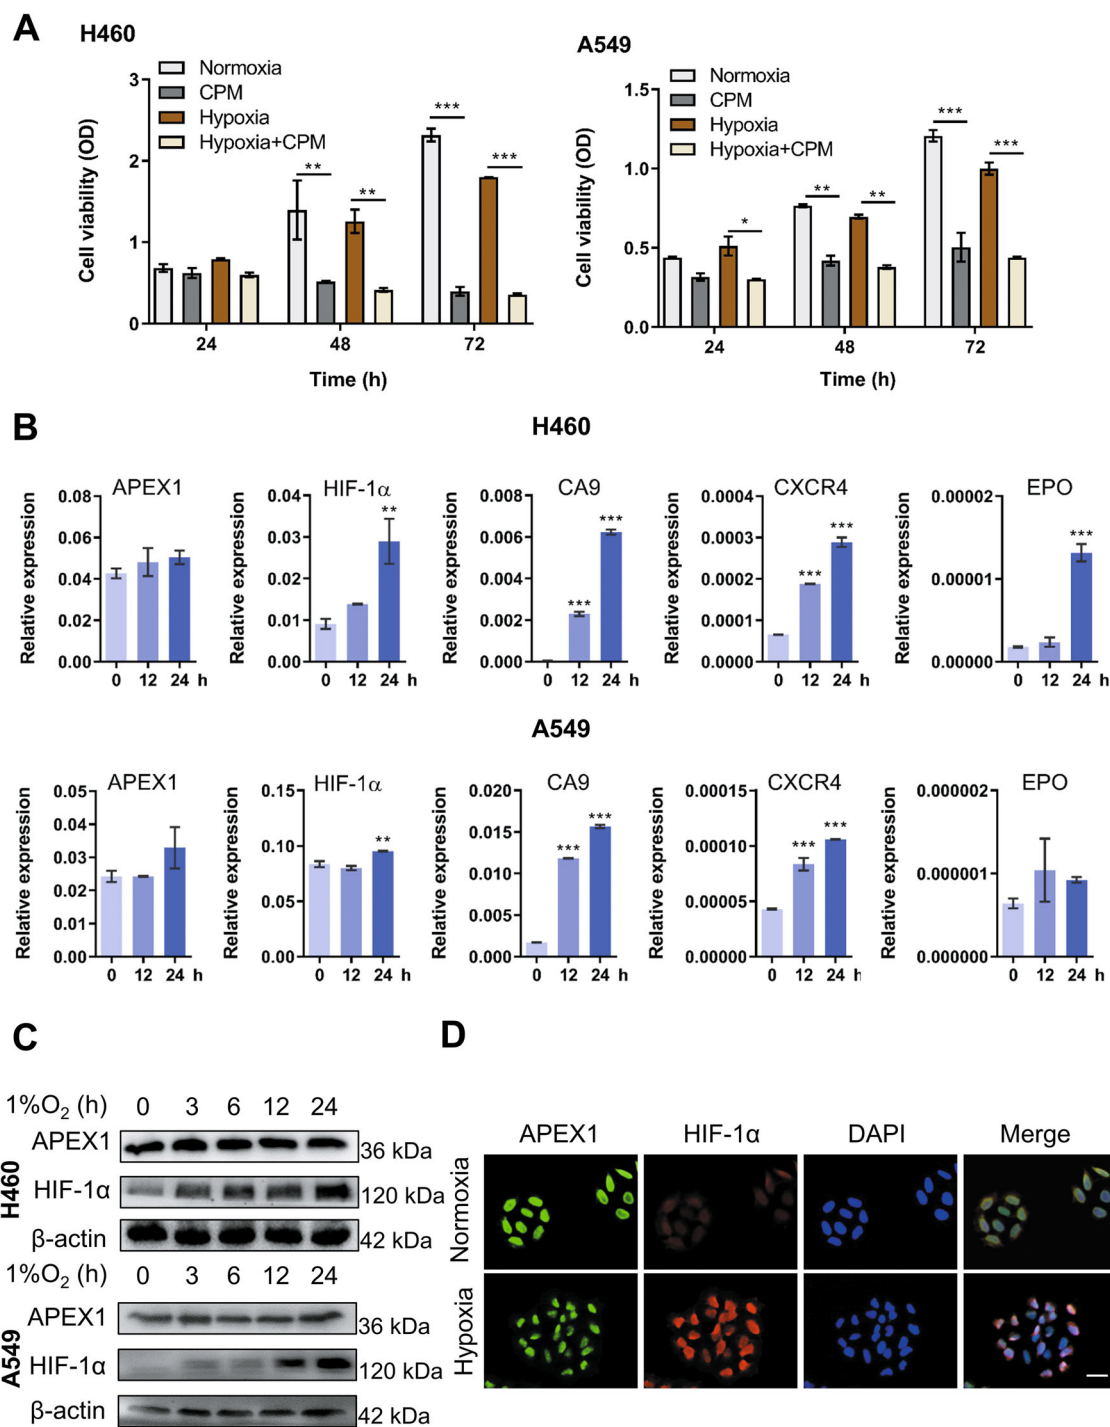 A
H460
Normoxia
CPM
Hypoxia
Hypoxia+CPM
Cell viability (OD)
3
2
1
0
***
**
**
***
24 48 72
Time (h)
A549
Normoxia
CPM
Hypoxia
Hypoxia+CPM
Cell viability (OD)
1.5
1.0
0.5
0.0
*
**
**
***
***
24 48 72
Time (h)
B
H460
APEX1
Relative expression
0.08
0.06
0.04
0.02
0.00
0 12 24 h
HIF-1α
Relative expression
0.04
0.03
0.02
0.01
0.00
**
0 12 24 h
CA9
Relative expression
0.008
0.006
0.004
0.002
0.000
***
***
0 12 24 h
CXCR4
Relative expression
0.0004
0.0003
0.0002
0.0001
0.0000
***
***
0 12 24 h
EPO
Relative expression
0.00002
0.00001
0.00000
***
0 12 24 h
A549
APEX1
Relative expression
0.05
0.04
0.03
0.02
0.01
0.00
0 12 24 h
HIF-1α
Relative expression
0.15
0.10
0.05
0.00
**
0 12 24 h
CA9
Relative expression
0.020
0.015
0.010
0.005
0.000
***
***
0 12 24 h
CXCR4
Relative expression
0.00015
0.00010
0.00005
0.00000
***
***
0 12 24 h
EPO
Relative expression
0.000002
0.000001
0.000000
0 12 24 h
C
H460
1%O₂ (h) 0 3 6 12 24
APEX1 36 kDa
HIF-1α 120 kDa
β-actin 42 kDa
A549
1%O₂ (h) 0 3 6 12 24
APEX1 36 kDa
HIF-1α 120 kDa
β-actin 42 kDa
D
APEX1 HIF-1α DAPI Merge
Normoxia
Hypoxia